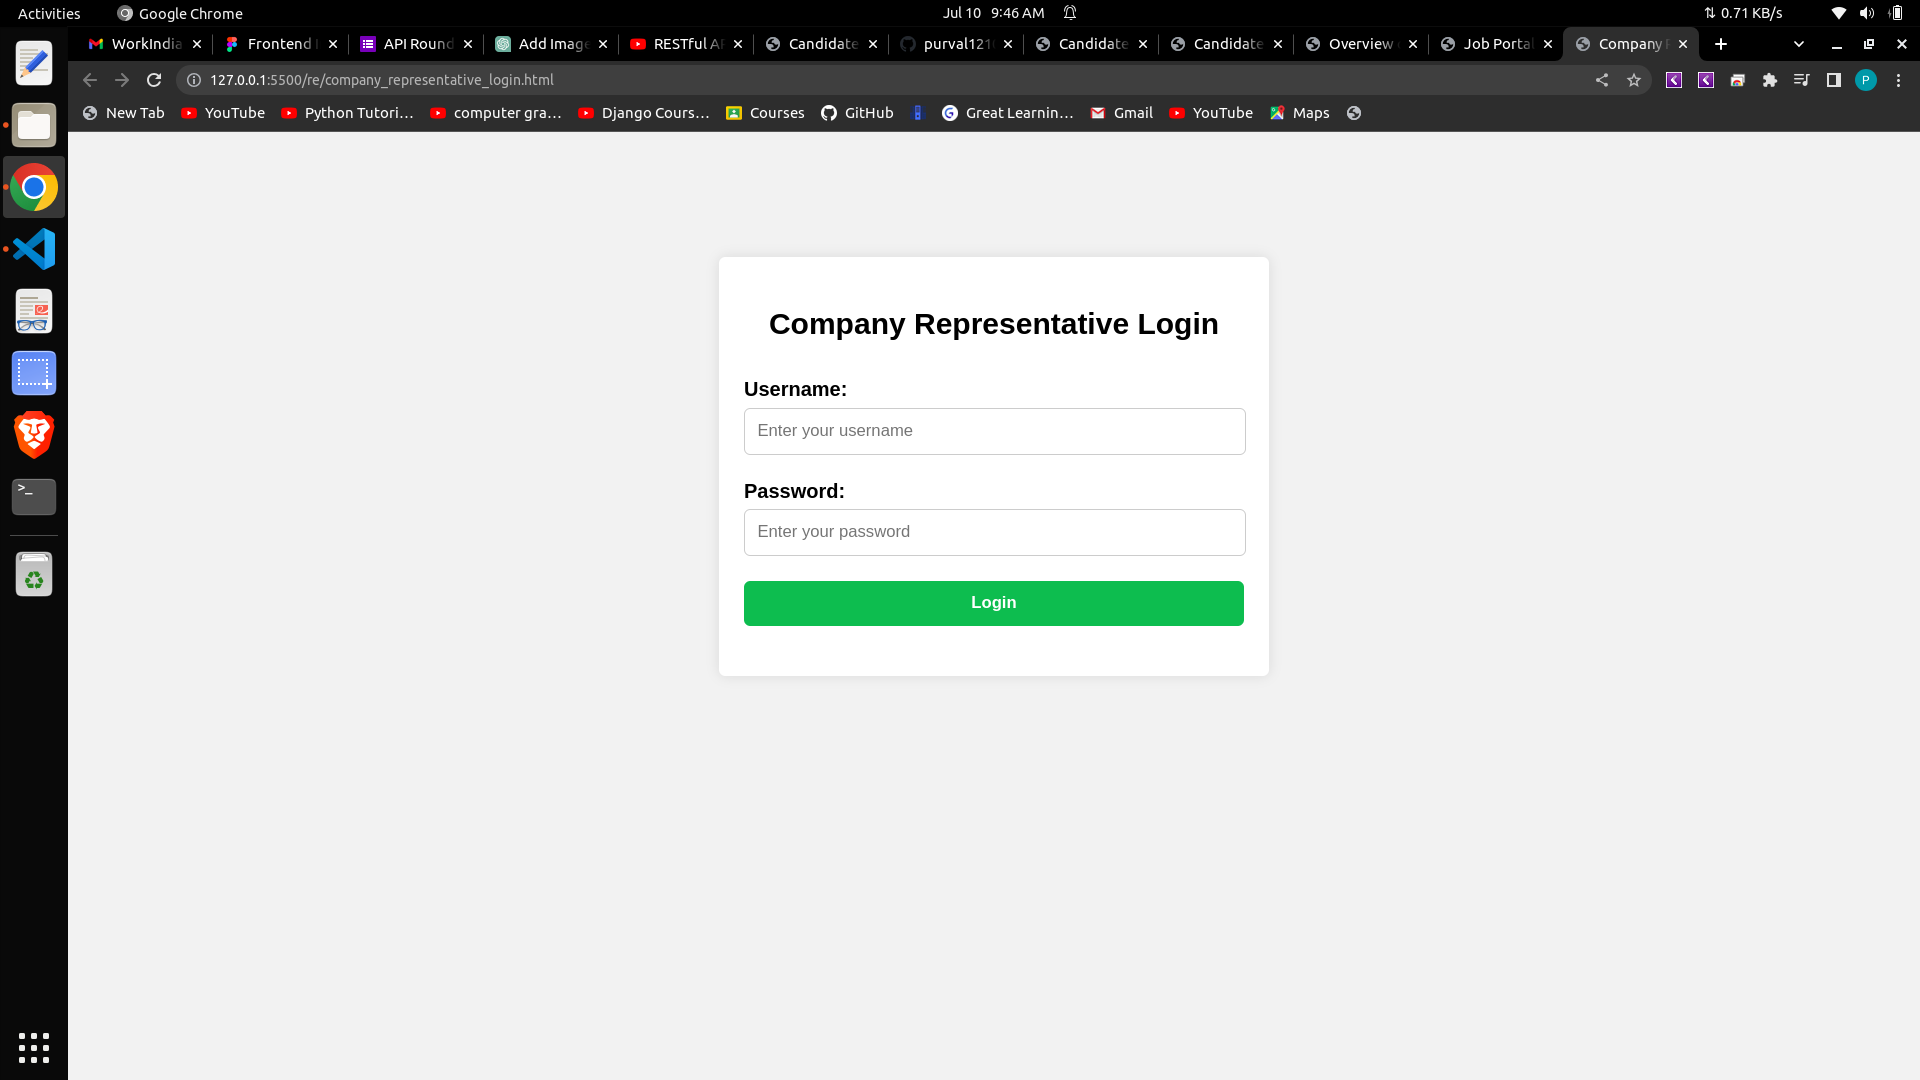 Activities Google Chrome Jul 10 9:46 AM 0.71 KB/s
WorkIndia Frontend API Round Add Image RESTful AP Candidate purval121 Candidate Candidate Overview Job Portal Company
127.0.0.1:5500/re/company_representative_login.html P
New Tab YouTube Python Tutori... computer gra... Django Cours... Courses GitHub Great Learnin... Gmail YouTube Maps
Company Representative Login
Username:
Enter your username
Password:
Enter your password
Login